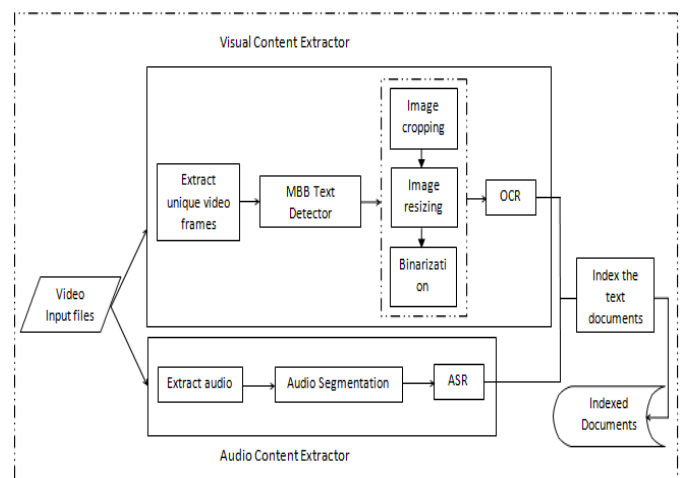 Visual Content Extractor
Image
cropping
Extract
unique video
frames
MBB Text
Detector
Image
resizing
OCR
Binarizati
on
Video
Input files
Index the
text
documents
Extract audio
Audio Segmentation
ASR
Indexed
Documents
Audio Content Extractor